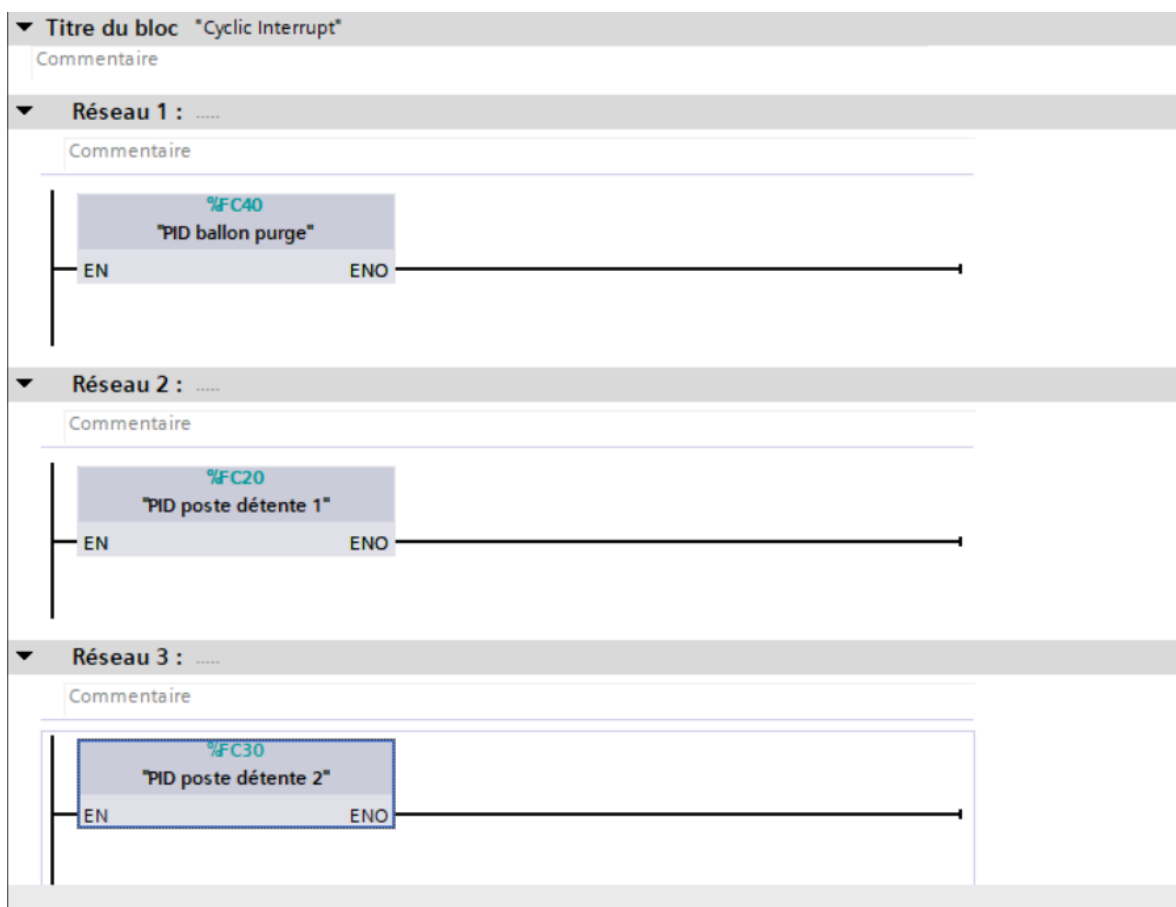 Titre du bloc "Cyclic Interrupt"
Commentaire
Réseau 1 : .....
Commentaire
%FC40
"PID ballon purge"
EN ENO
Réseau 2 : .....
Commentaire
%FC20
"PID poste détente 1"
EN ENO
Réseau 3 : .....
Commentaire
%FC30
"PID poste détente 2"
EN ENO